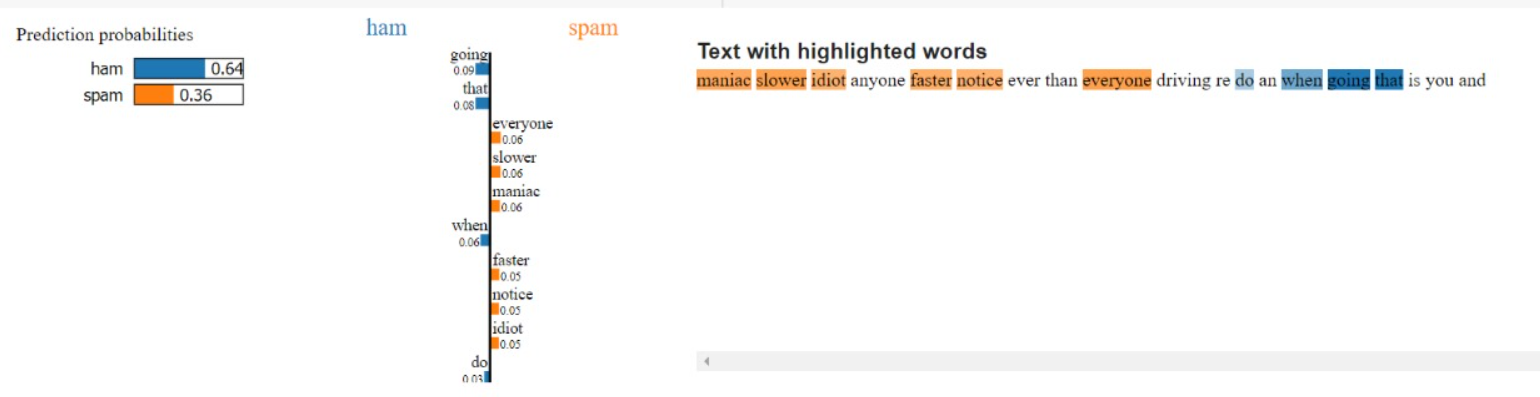 Prediction probabilities
ham 0.64
spam 0.36
ham spam
going
0.09
that
0.08
everyone
0.06
slower
0.06
maniac
0.06
when
0.06
faster
0.05
notice
0.05
idiot
0.05
do
0.03
Text with highlighted words
maniac slower idiot anyone faster notice ever than everyone driving re do an when going that is you and